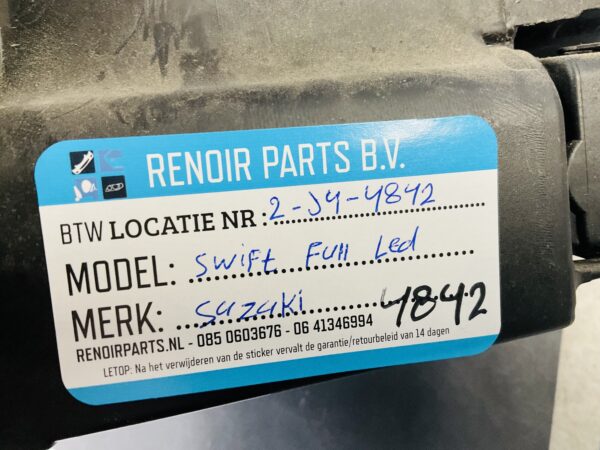 RENOIR PARTS B.V.
BTW LOCATIE NR : 2-J4-4842
MODEL: Swift Full Led
MERK: Suzuki 4842
RENOIRPARTS.NL - 085 0603676 - 06 41346994
LETOP: Na het verwijderen van de sticker vervalt de garantie/retourbeleid van 14 dagen